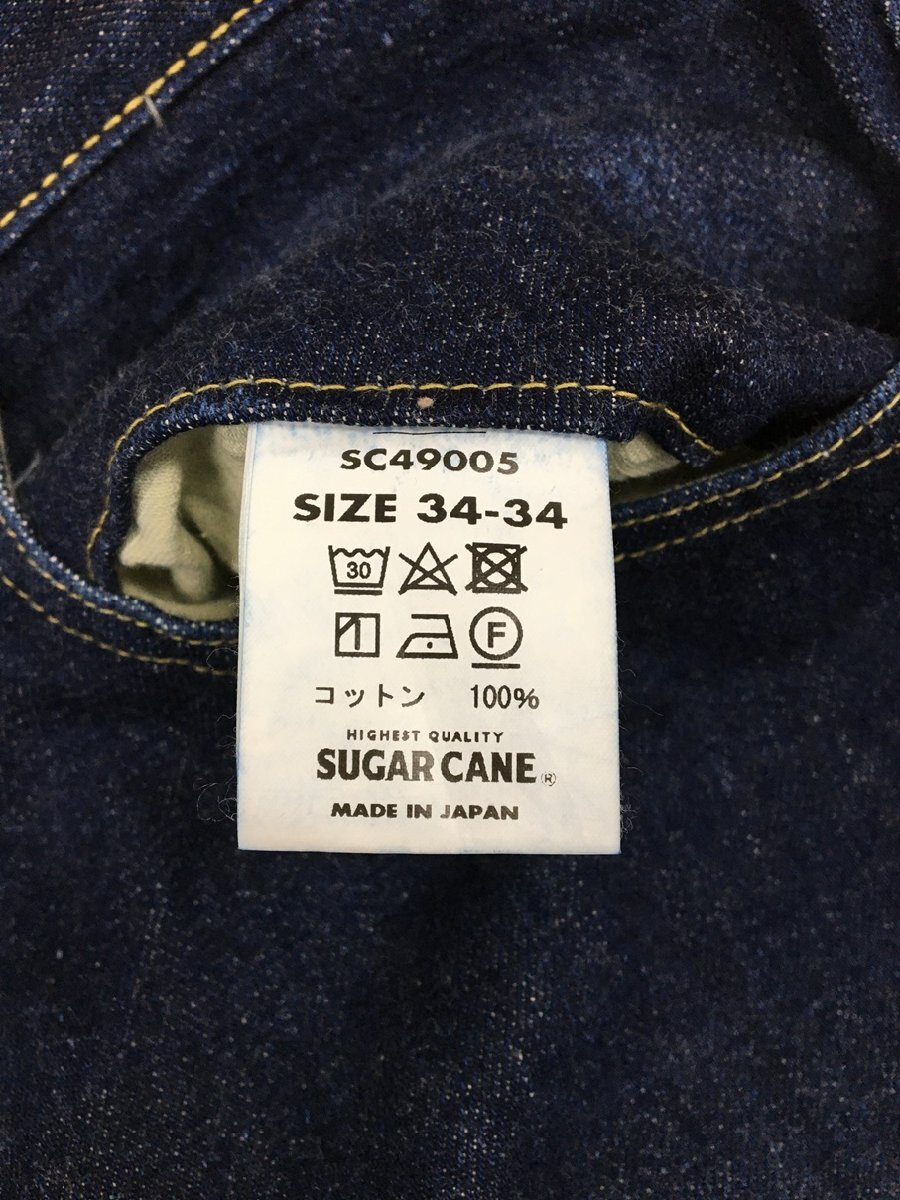 SC49005
SIZE 34-34
30
F
コットン 100%
HIGHEST QUALITY
SUGAR CANE ®
MADE IN JAPAN